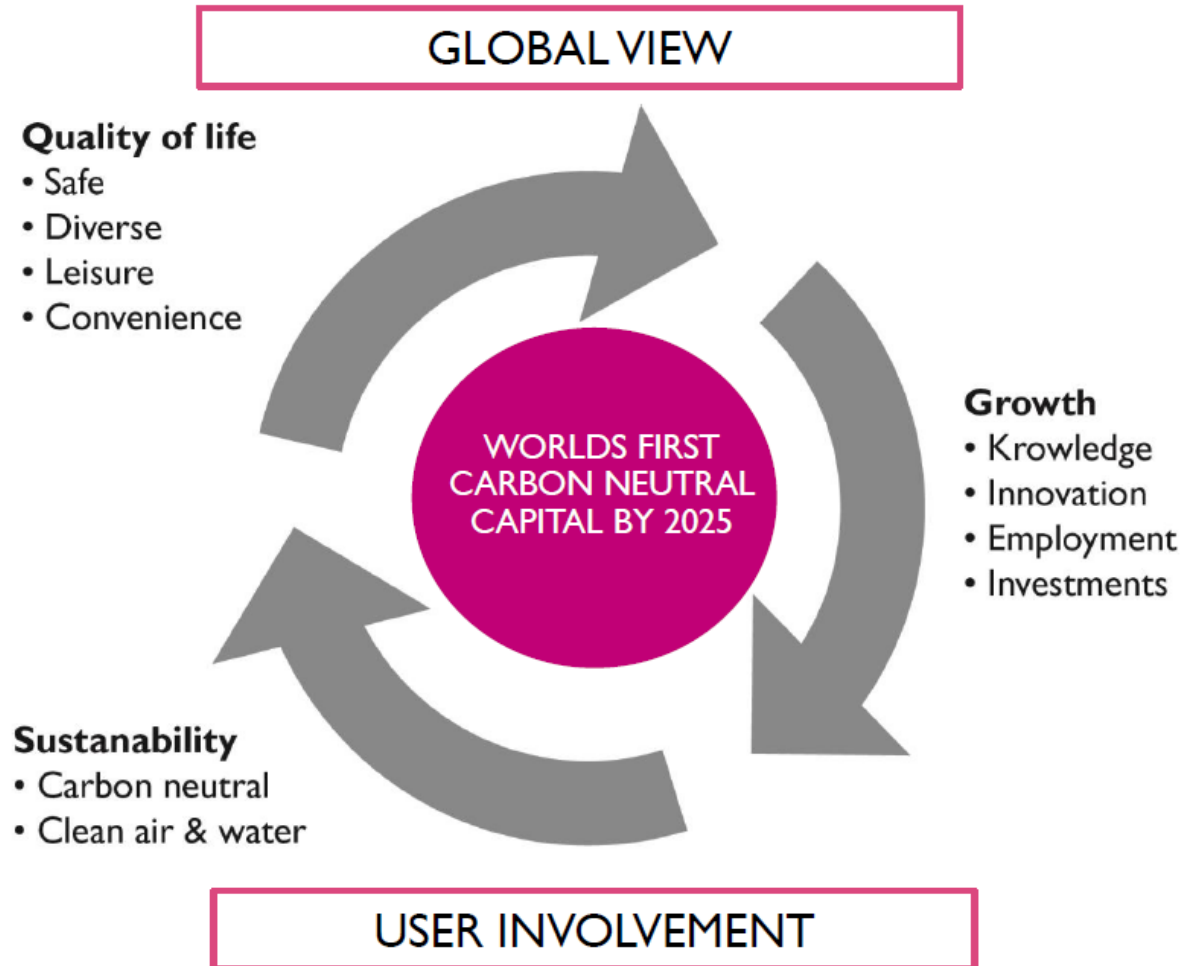 GLOBAL VIEW
Quality of life
• Safe
• Diverse
• Leisure
• Convenience
WORLDS FIRST
CARBON NEUTRAL
CAPITAL BY 2025
Growth
• Krowledge
• Innovation
• Employment
• Investments
Sustanability
• Carbon neutral
• Clean air & water
USER INVOLVEMENT